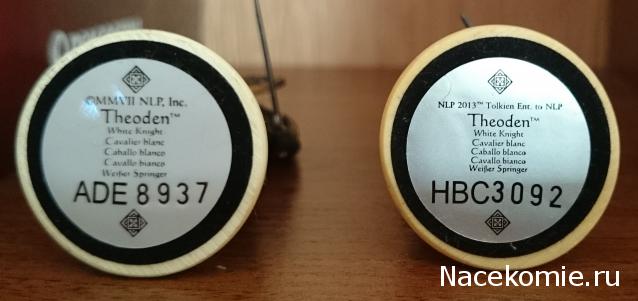 ©MMVII NLP, Inc.
Theoden™
White Knight
Cavalier blanc
Caballo blanco
Cavallo bianco
Weißer Springer
ADE 8937
NLP 2013™ Tolkien Ent. to NLP
Theoden™
White Knight
Cavalier blanc
Caballo blanco
Cavallo bianco
Weißer Springer
HBC3092
Nacekomie.ru